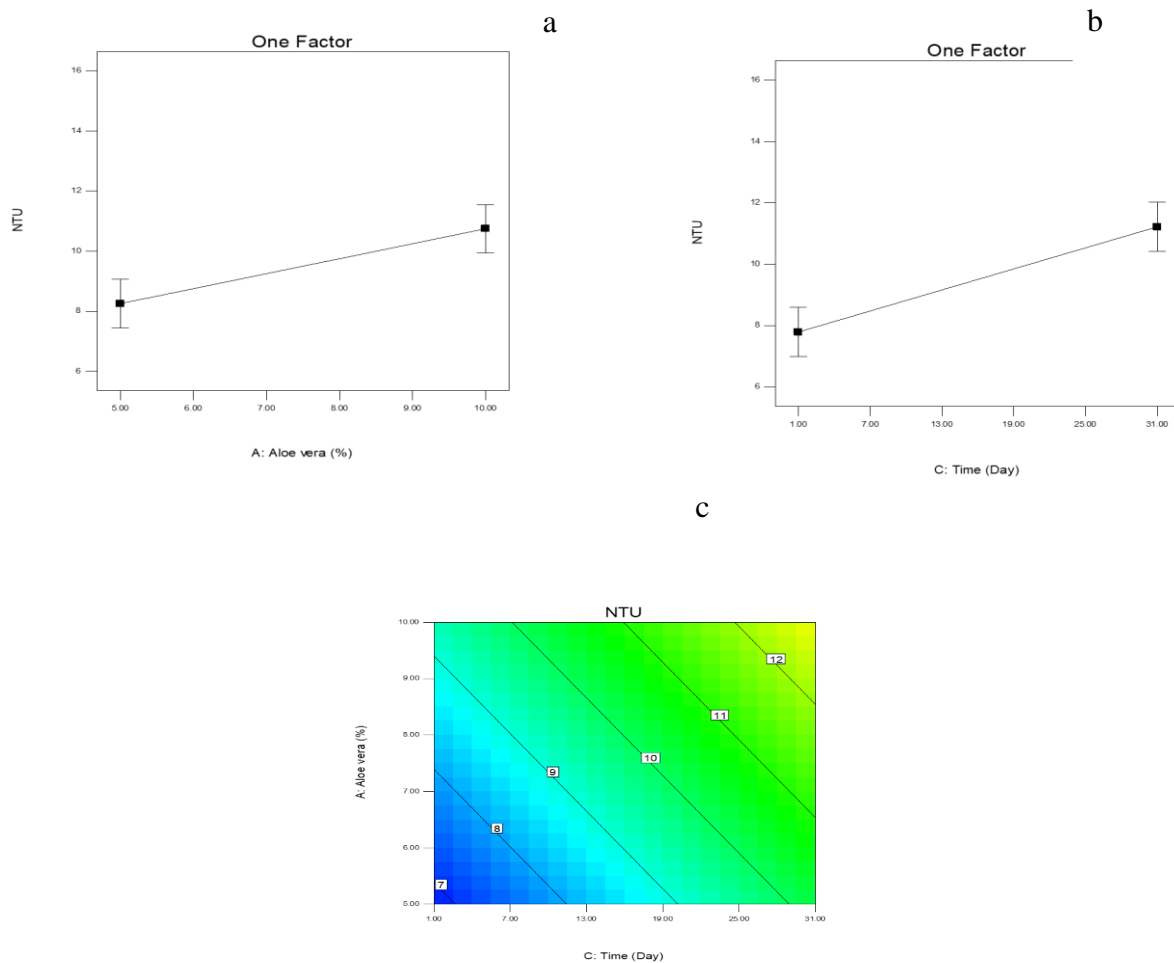 a
One Factor
16
14
12
10
8
6
NTU
5.00 6.00 7.00 8.00 9.00 10.00
A: Aloe vera (%)
b
One Factor
16
14
12
10
8
6
NTU
1.00 7.00 13.00 19.00 25.00 31.00
C: Time (Day)
c
NTU
10.00
9.00
8.00
7.00
6.00
5.00
A: Aloe vera (%)
12
11
10
9
8
7
1.00 7.00 13.00 19.00 25.00 31.00
C: Time (Day)